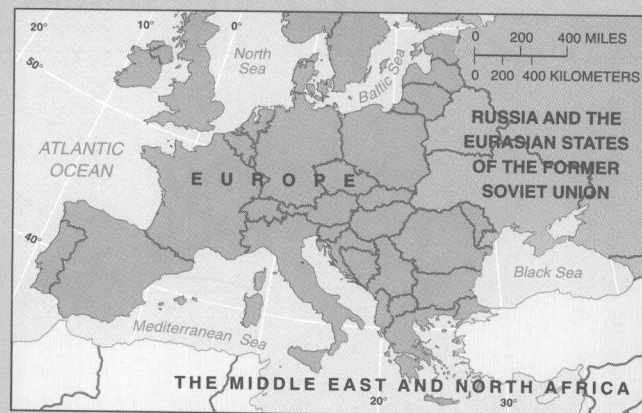 20°
10°
0°
North
Sea
0 200 400 MILES
0 200 400 KILOMETERS
50°
Baltic Sea
RUSSIA AND THE
EURASIAN STATES
OF THE FORMER
SOVIET UNION
ATLANTIC
OCEAN
EUROPE
40°
Black Sea
Mediterranean Sea
THE MIDDLE EAST AND NORTH AFRICA
20°
30°